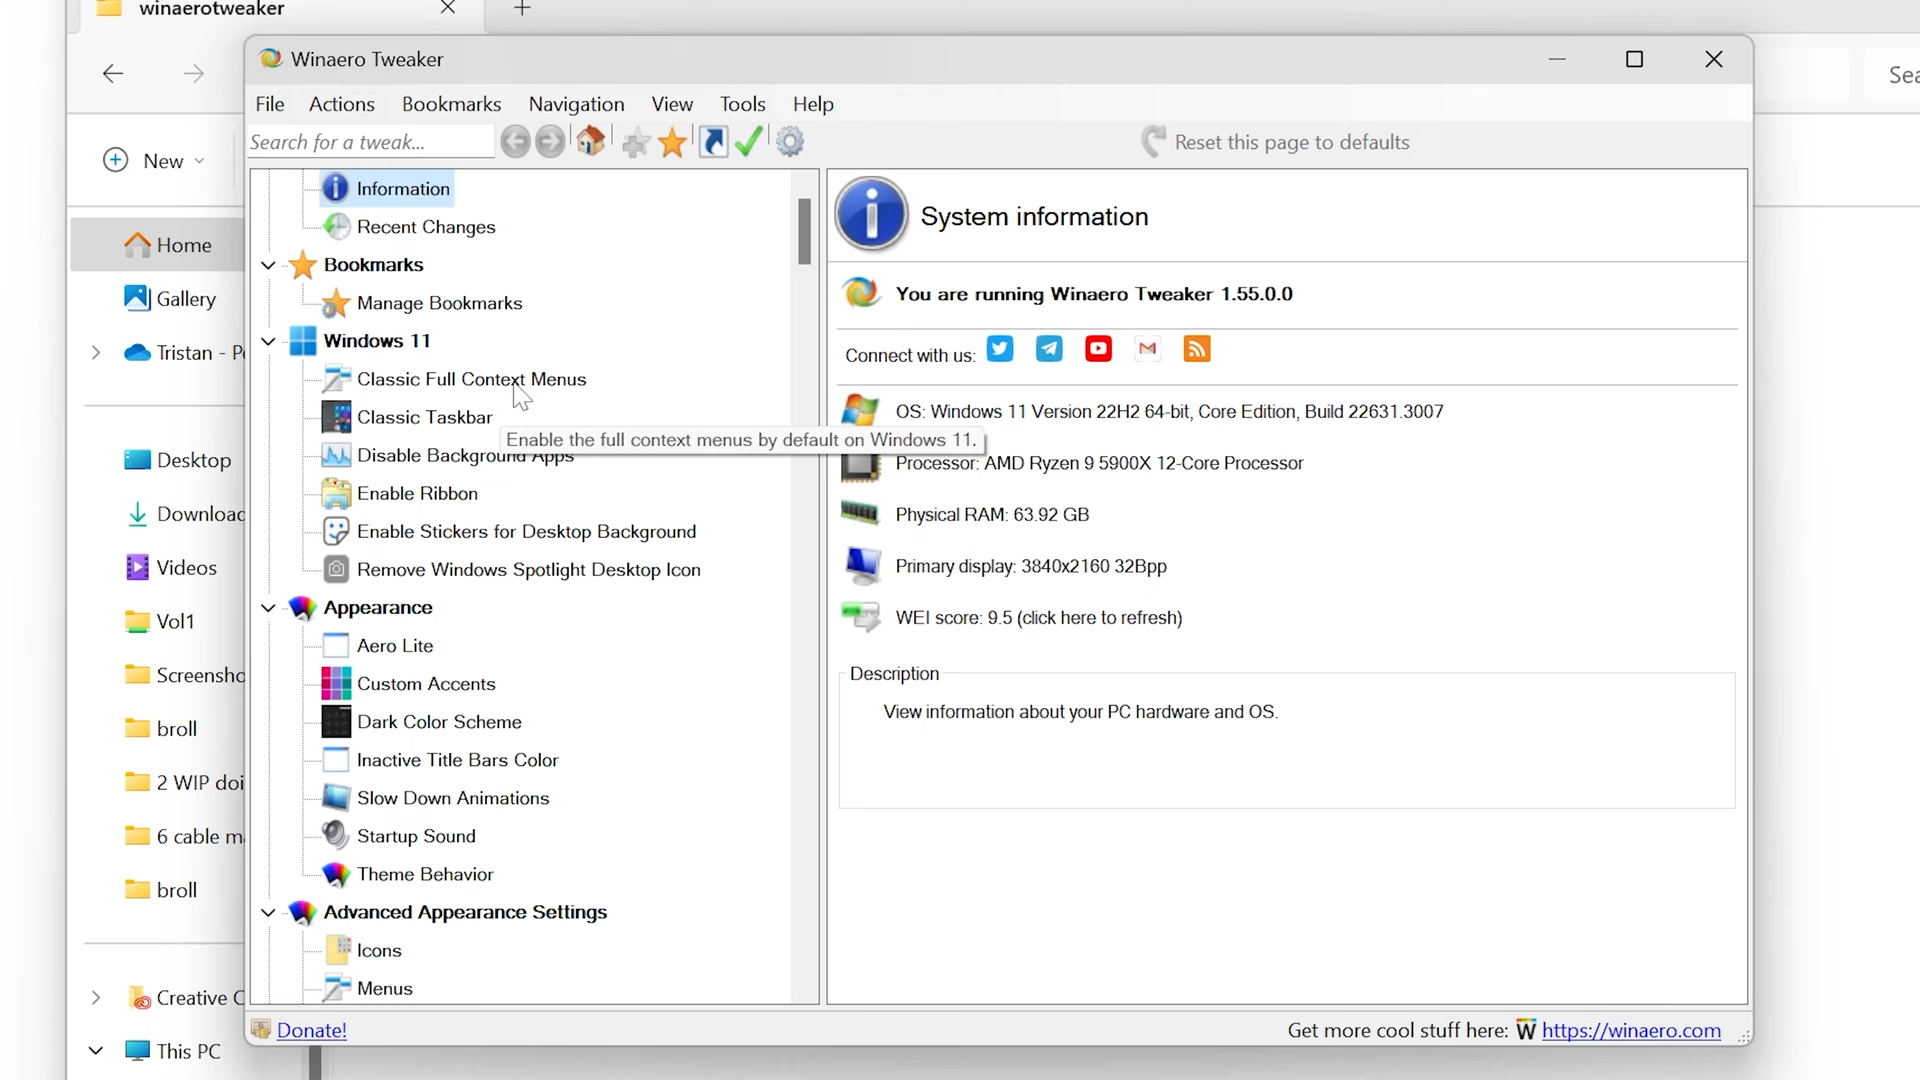 winaerotweaker
Winaero Tweaker
File Actions Bookmarks Navigation View Tools Help
Search for a tweak...
Reset this page to defaults
Sea
New
Home
Gallery
Tristan - Pe
Desktop
Download
Videos
Vol1
Screensho
broll
2 WIP doi
6 cable ma
broll
Creative C
This PC
Information
Recent Changes
Bookmarks
Manage Bookmarks
Windows 11
Classic Full Context Menus
Classic Taskbar
Enable the full context menus by default on Windows 11.
Disable Background Apps
Enable Ribbon
Enable Stickers for Desktop Background
Remove Windows Spotlight Desktop Icon
Appearance
Aero Lite
Custom Accents
Dark Color Scheme
Inactive Title Bars Color
Slow Down Animations
Startup Sound
Theme Behavior
Advanced Appearance Settings
Icons
Menus
System information
You are running Winaero Tweaker 1.55.0.0
Connect with us:
OS: Windows 11 Version 22H2 64-bit, Core Edition, Build 22631.3007
Processor: AMD Ryzen 9 5900X 12-Core Processor
Physical RAM: 63.92 GB
Primary display: 3840x2160 32Bpp
WEI score: 9.5 (click here to refresh)
Description
View information about your PC hardware and OS.
Donate!
Get more cool stuff here: W https://winaero.com